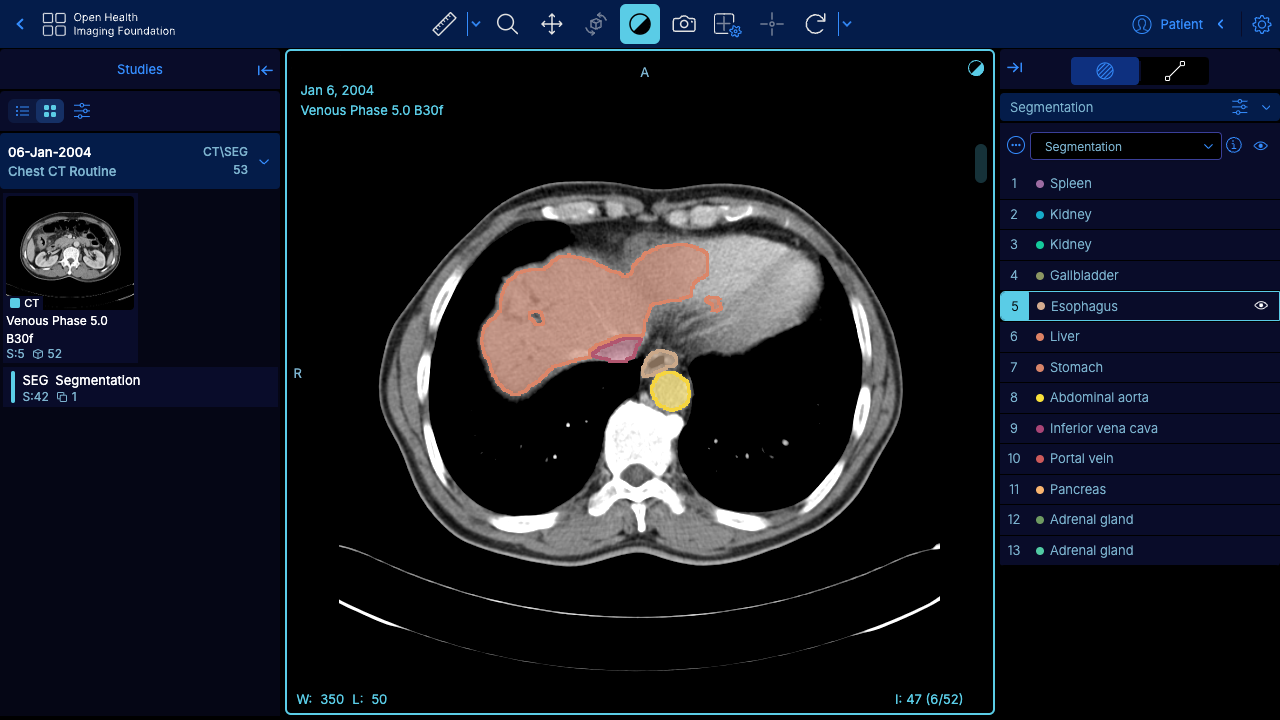 Open Health
Imaging Foundation
Patient
Studies
06-Jan-2004
CT\SEG
Chest CT Routine
53
CT
Venous Phase 5.0
B30f
S:5 52
SEG Segmentation
S:42 1
A
Jan 6, 2004
Venous Phase 5.0 B30f
R
W: 350 L: 50
I: 47 (6/52)
Segmentation
Segmentation
1 Spleen
2 Kidney
3 Kidney
4 Gallbladder
5 Esophagus
6 Liver
7 Stomach
8 Abdominal aorta
9 Inferior vena cava
10 Portal vein
11 Pancreas
12 Adrenal gland
13 Adrenal gland